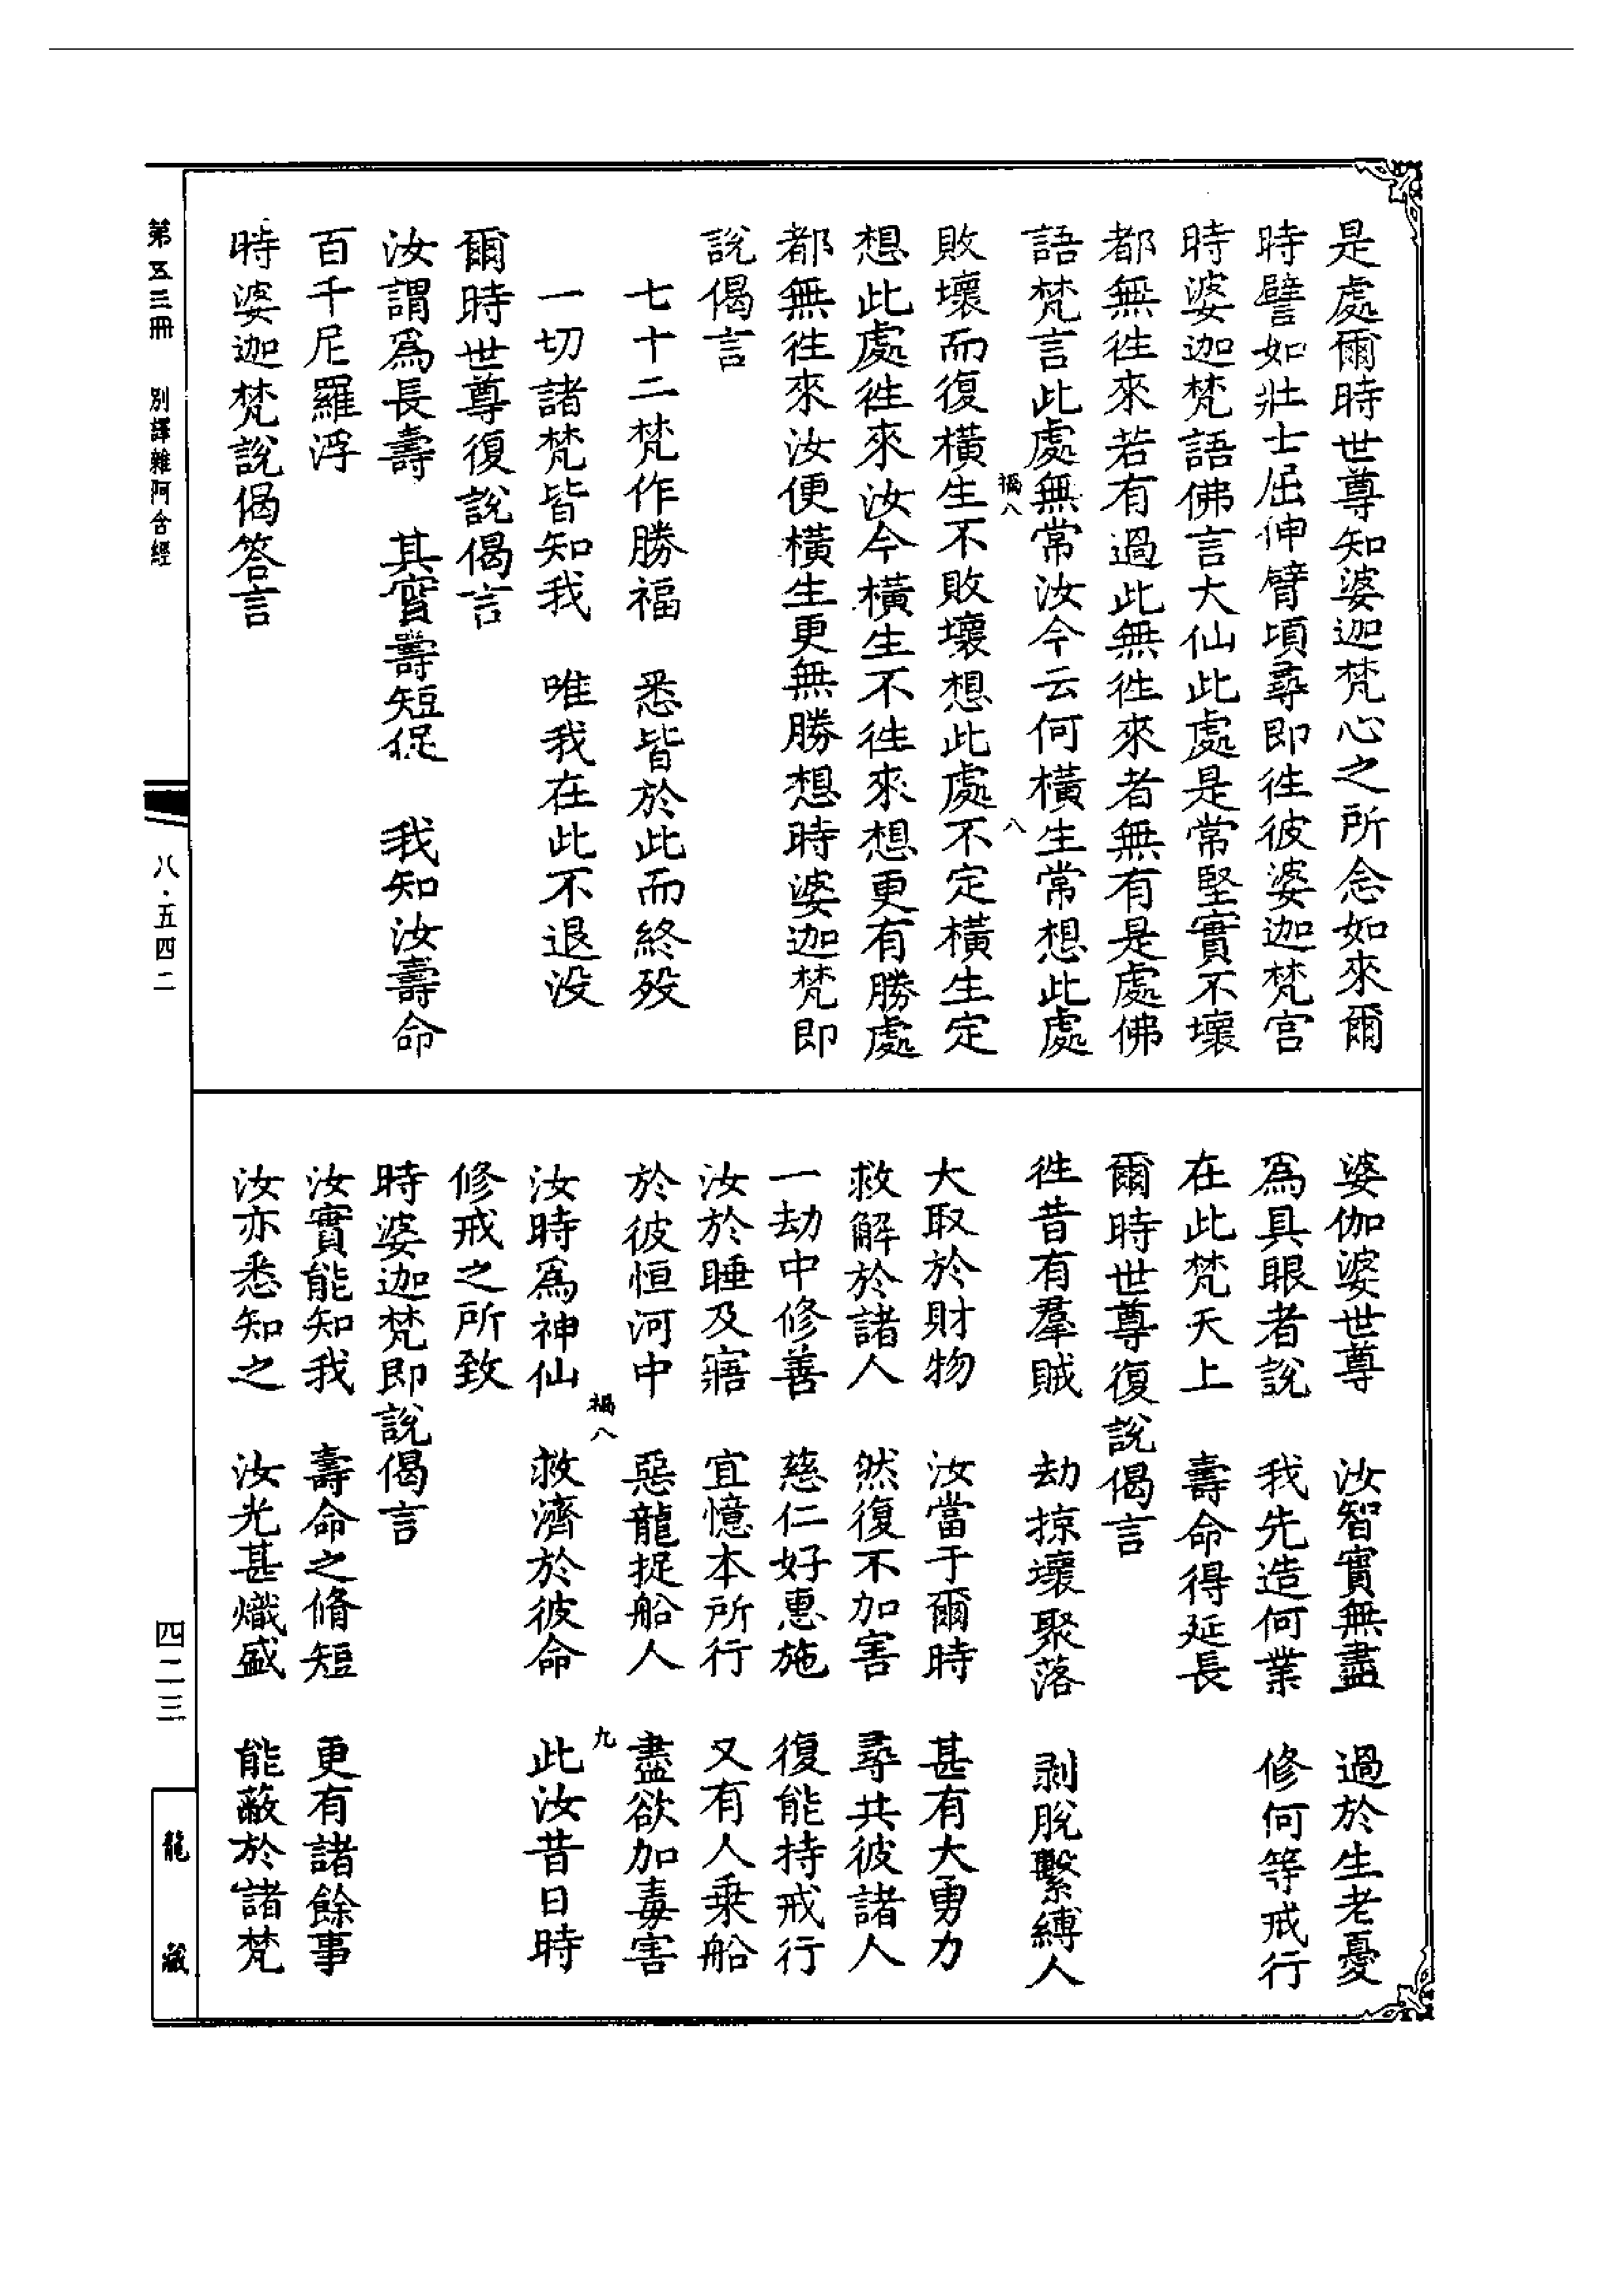 是處爾時世尊知婆迦梵心之所念如來爾
時譬如壯士屈伸臂頃尋即徃彼婆迦梵宫
時婆迦梵語佛言大仙此處是常堅實不壞
都無徃來若有過此無徃來者無有是處佛
語梵言此處無常汝今云何橫生常想此處
敗壞而復橫生不敗壞想此處不定橫生定
想此處徃來汝今橫生不徃來想更有勝處
都無徃來汝便橫生更無勝想時婆迦梵即
說偈言
七十二梵作勝福　悉皆於此而終歿
一切諸梵皆知我　唯我在此不退没
爾時世尊復說偈言
汝謂爲長壽　其實壽短促　我知汝壽命
百千尼羅浮
時婆迦梵說偈答言
婆伽婆世尊　汝智實無盡　過於生老憂
爲具眼者說　我先造何業　修何等戒行
在此梵天上　壽命得延長
爾時世尊復說偈言
徃昔有羣賊　劫掠壞聚落　剥脫繫縛人
大取於財物　汝當于爾時　甚有大勇力
救解於諸人　然復不加害　尋共彼諸人
一劫中修善　慈仁好惠施　復能持戒行
汝於睡及寤　宜憶本所行　又有人乗船
於彼恒河中　惡龍捉船人　盡欲加毒害
汝時爲神仙　救濟於彼命　此汝昔日時
修戒之所致
時婆迦梵即說偈言
汝實能知我　壽命之脩短　更有諸餘事
汝亦悉知之　汝光甚熾盛　能蔽於諸梵
福八
八
福八
九
第五三冊　別譯雜阿含經
八·五四二
四二三
龍藏